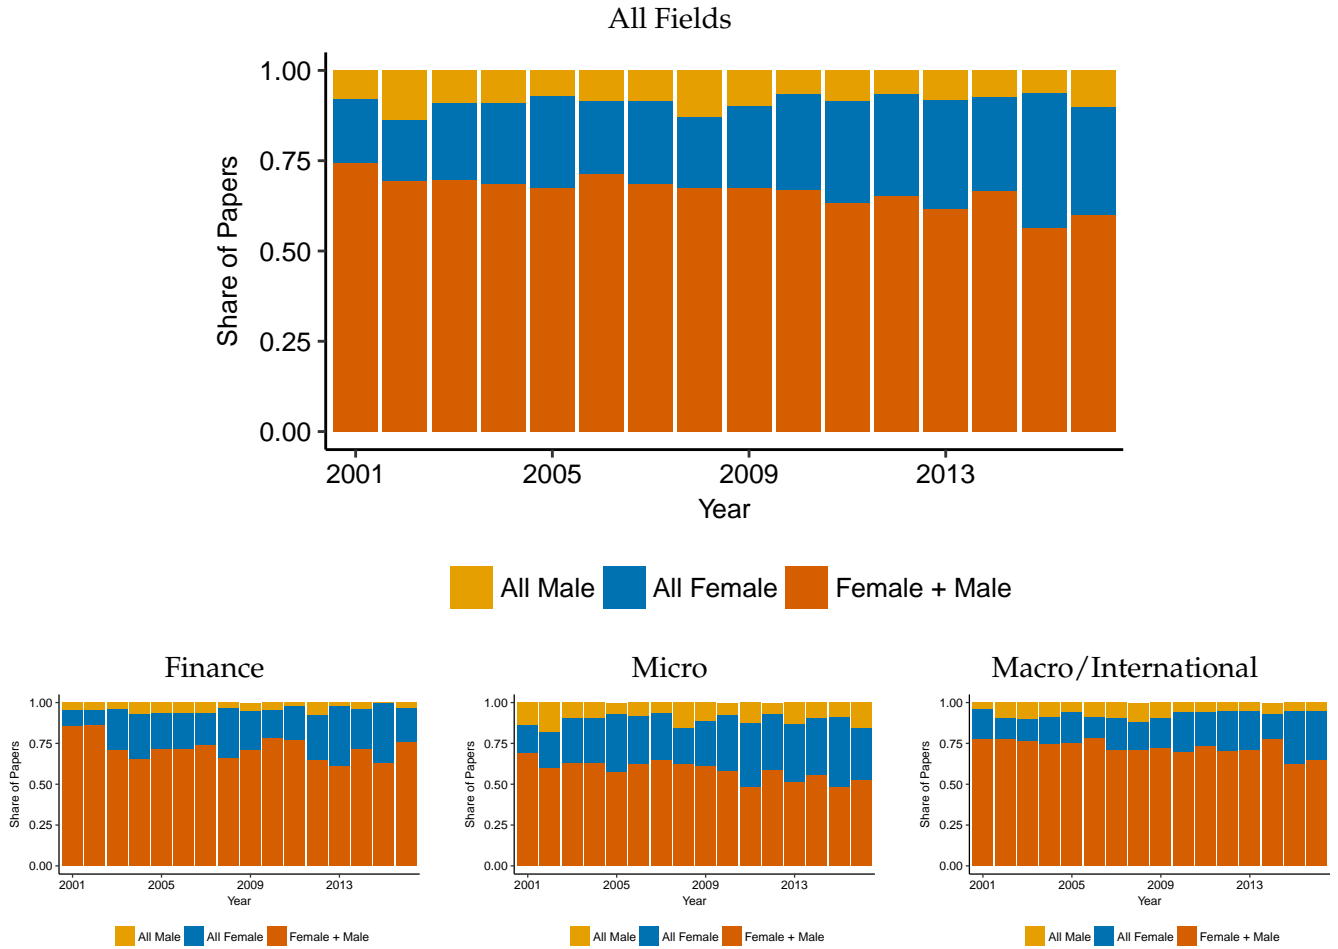 All Fields
1.00
0.75
0.50
0.25
0.00
Share of Papers
2001 2005 2009 2013
Year
All Male All Female Female + Male
Finance
1.00
0.75
0.50
0.25
0.00
Share of Papers
2001 2005 2009 2013
Year
All Male All Female Female + Male
Micro
1.00
0.75
0.50
0.25
0.00
Share of Papers
2001 2005 2009 2013
Year
All Male All Female Female + Male
Macro/International
1.00
0.75
0.50
0.25
0.00
Share of Papers
2001 2005 2009 2013
Year
All Male All Female Female + Male